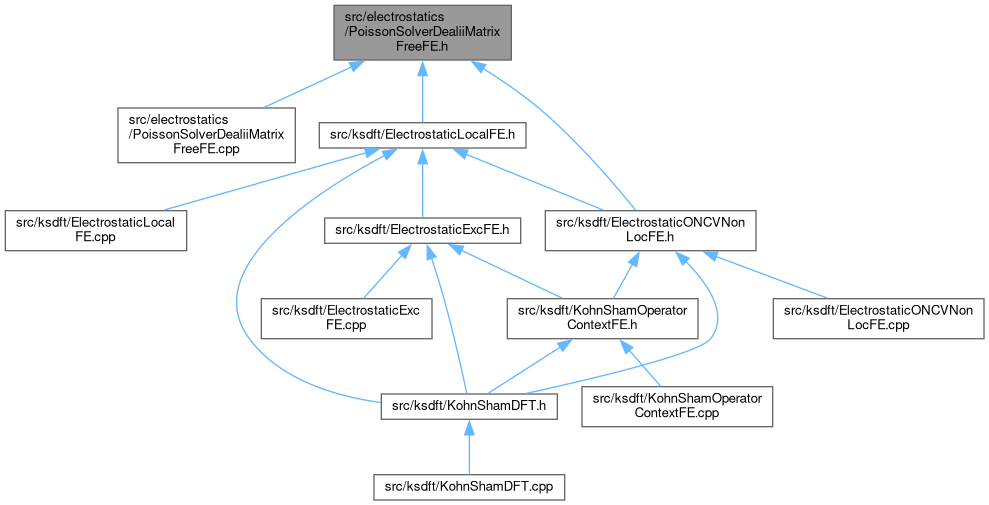 src/electrostatics
/PoissonSolverDealiiMatrix
FreeFE.h
src/electrostatics
/PoissonSolverDealiiMatrix
FreeFE.cpp
src/ksdft/ElectrostaticLocalFE.h
src/ksdft/ElectrostaticLocal
FE.cpp
src/ksdft/ElectrostaticExcFE.h
src/ksdft/ElectrostaticONCVNon
LocFE.h
src/ksdft/ElectrostaticExc
FE.cpp
src/ksdft/KohnShamOperator
ContextFE.h
src/ksdft/ElectrostaticONCVNon
LocFE.cpp
src/ksdft/KohnShamDFT.h
src/ksdft/KohnShamOperator
ContextFE.cpp
src/ksdft/KohnShamDFT.cpp